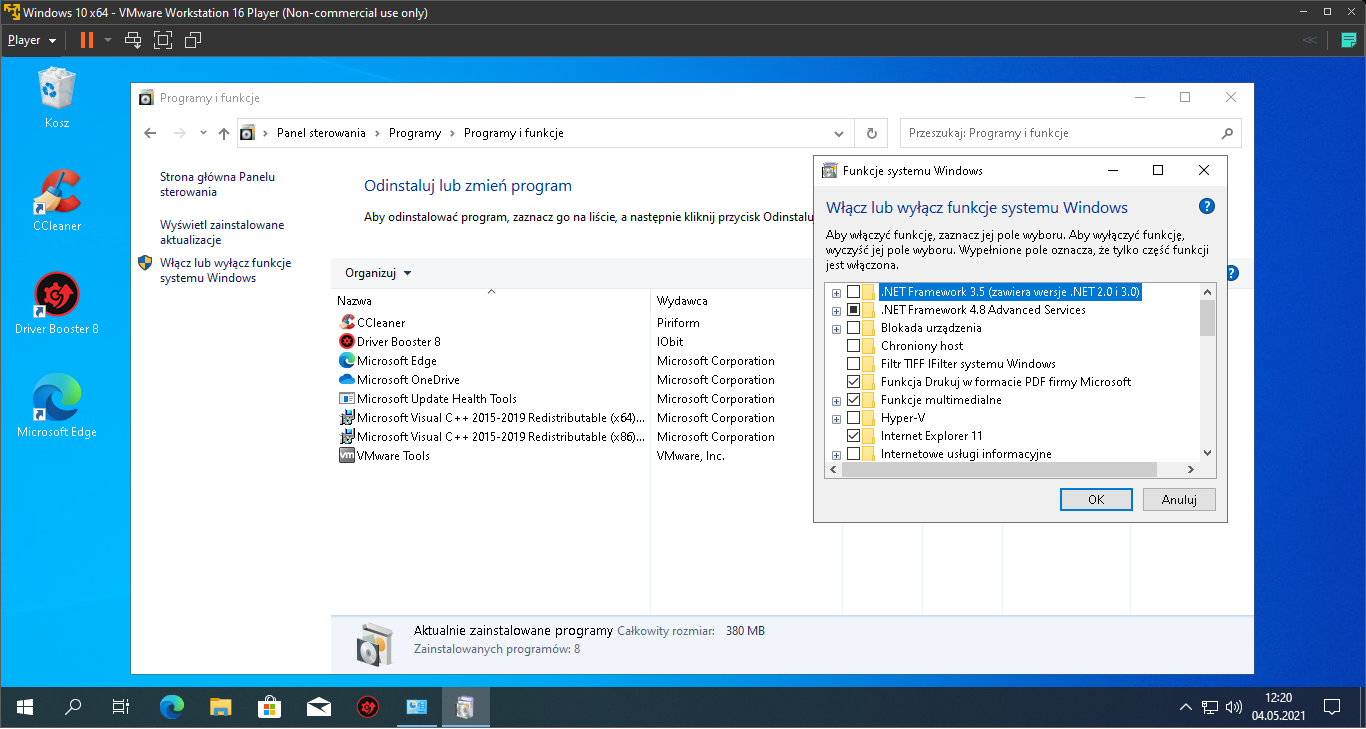 Windows 10 x64 - VMware Workstation 16 Player (Non-commercial use only)
Player
Kosz
CCleaner
Driver Booster 8
Microsoft Edge
Programy i funkcje
Panel sterowania > Programy > Programy i funkcje
Przeszukaj: Programy i funkcje
Strona główna Panelu
sterowania
Wyświetl zainstalowane
aktualizacje
Włącz lub wyłącz funkcje
systemu Windows
Odinstaluj lub zmień program
Aby odinstalować program, zaznacz go na liście, a następnie kliknij przycisk Odinstalu
Organizuj
Nazwa Wydawca
CCleaner Piriform
Driver Booster 8 IObit
Microsoft Edge Microsoft Corporation
Microsoft OneDrive Microsoft Corporation
Microsoft Update Health Tools Microsoft Corporation
Microsoft Visual C++ 2015-2019 Redistributable (x64)... Microsoft Corporation
Microsoft Visual C++ 2015-2019 Redistributable (x86)... Microsoft Corporation
vm VMware Tools VMware, Inc.
Funkcje systemu Windows
Włącz lub wyłącz funkcje systemu Windows
Aby włączyć funkcję, zaznacz jej pole wyboru. Aby wyłączyć funkcję,
wyczyść jej pole wyboru. Wypełnione pole oznacza, że tylko część funkcji
jest włączona.
.NET Framework 3.5 (zawiera wersje .NET 2.0 i 3.0)
.NET Framework 4.8 Advanced Services
Blokada urządzenia
Chroniony host
Filtr TIFF IFilter systemu Windows
Funkcja Drukuj w formacie PDF firmy Microsoft
Funkcje multimedialne
Hyper-V
Internet Explorer 11
Internetowe usługi informacyjne
OK Anuluj
Aktualnie zainstalowane programy Całkowity rozmiar: 380 MB
Zainstalowanych programów: 8
12:20
04.05.2021